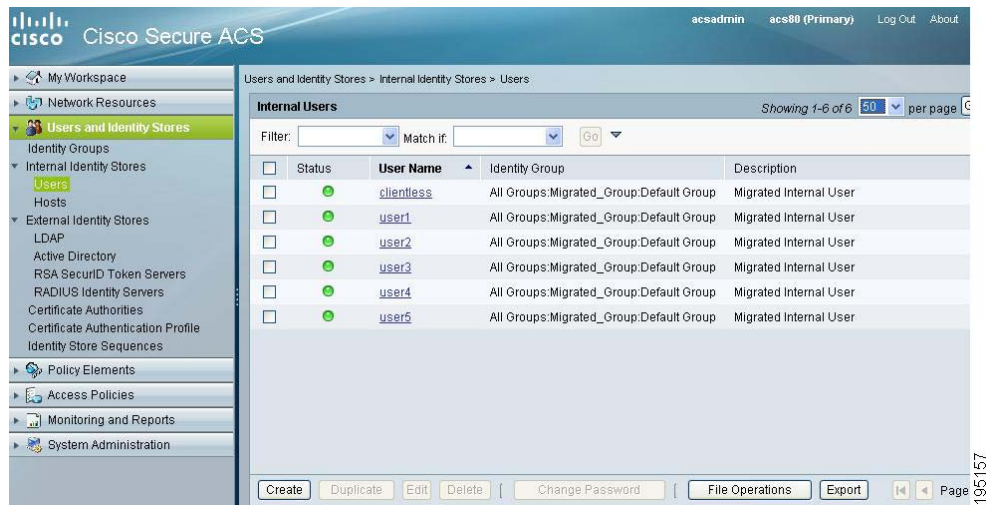 cisco Cisco Secure ACS
acsadmin acs80 (Primary) Log Out About
My Workspace
Network Resources
Users and Identity Stores
Identity Groups
Internal Identity Stores
Users
Hosts
External Identity Stores
LDAP
Active Directory
RSA SecurID Token Servers
RADIUS Identity Servers
Certificate Authorities
Certificate Authentication Profile
Identity Store Sequences
Policy Elements
Access Policies
Monitoring and Reports
System Administration
Users and Identity Stores > Internal Identity Stores > Users
Internal Users Showing 1-6 of 6 50 per page G
Filter: Match if: Go
Status User Name Identity Group Description
clientless All Groups:Migrated_Group:Default Group Migrated Internal User
user1 All Groups:Migrated_Group:Default Group Migrated Internal User
user2 All Groups:Migrated_Group:Default Group Migrated Internal User
user3 All Groups:Migrated_Group:Default Group Migrated Internal User
user4 All Groups:Migrated_Group:Default Group Migrated Internal User
user5 All Groups:Migrated_Group:Default Group Migrated Internal User
Create Duplicate Edit Delete | Change Password | File Operations Export Page
195157